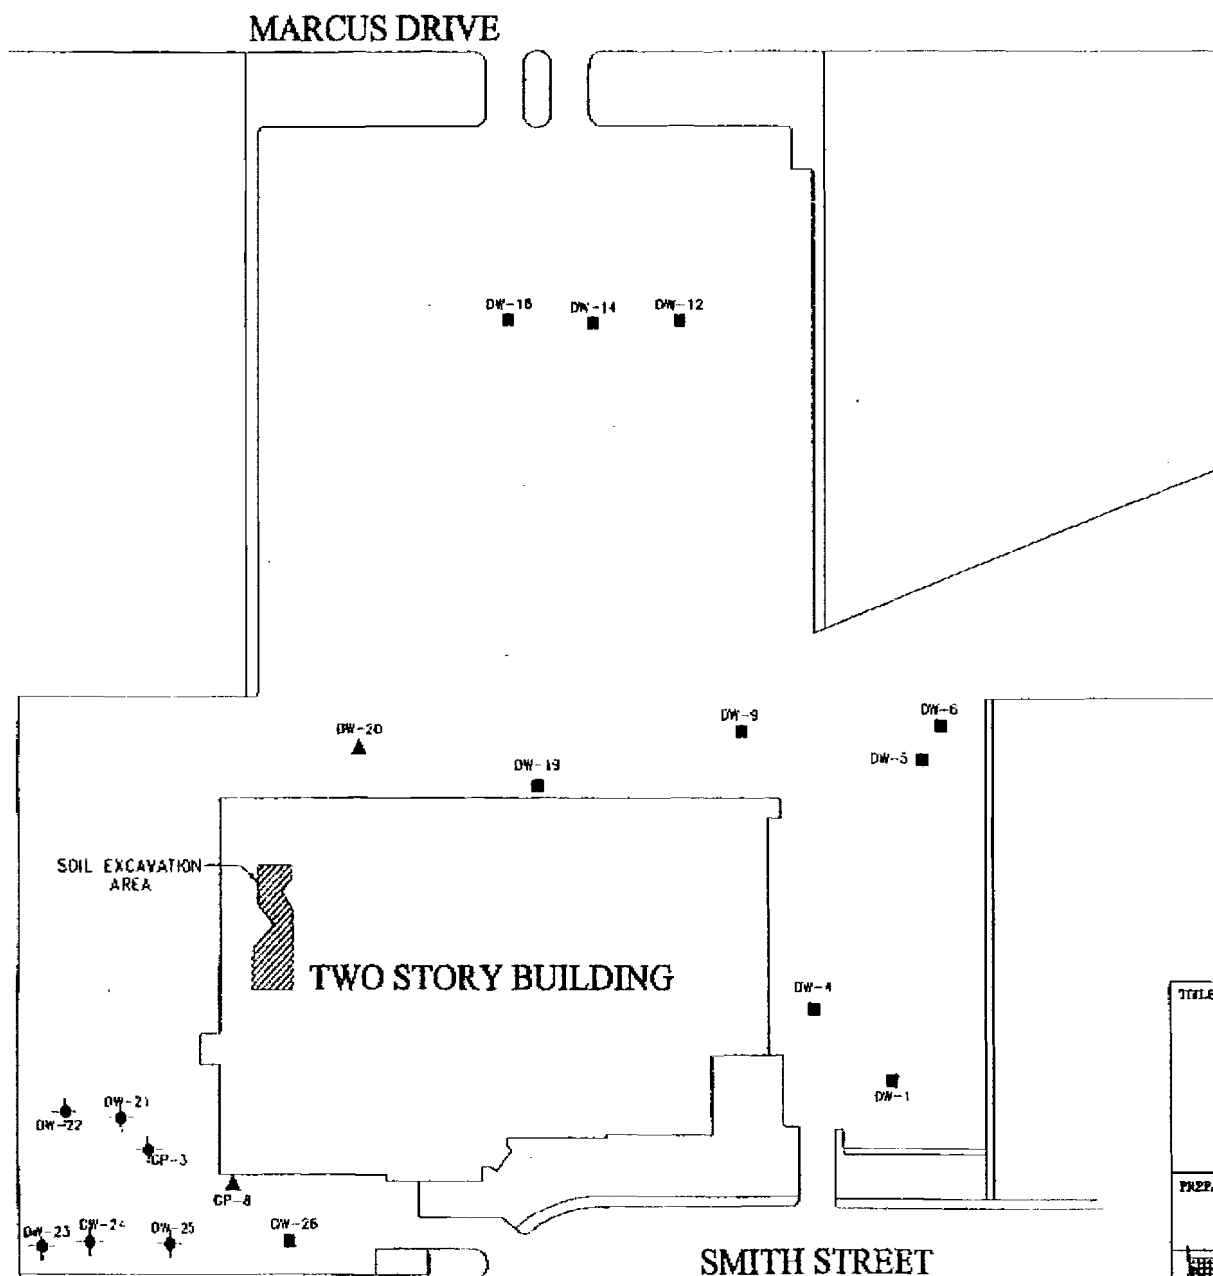 MARCUS DRIVE
DW-16 DW-14 DW-12
DW-20
DW-9
DW-6
DW-5
DW-19
SOIL EXCAVATION
AREA
TWO STORY BUILDING
DW-4
DW-1
DW-21
DW-22
CP-3
CP-8
DW-23 DW-24 DW-25 DW-26
SMITH STREET